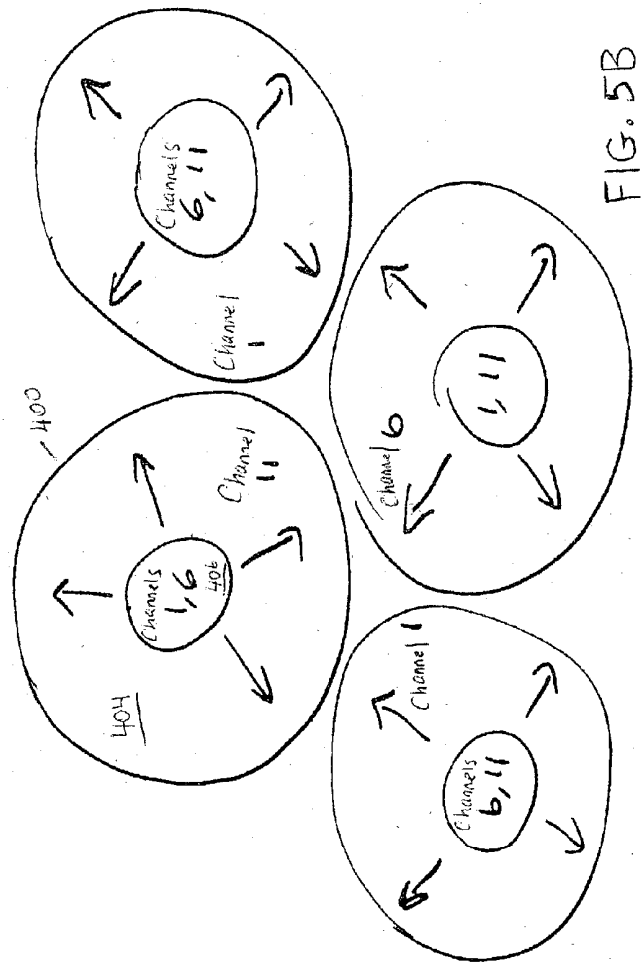 400
404
Channels
1, 6
406
Channel
11
Channels
6, 11
Channel
1
Channels
6, 11
Channel 1
Channel 6
1, 11
FIG. 5B